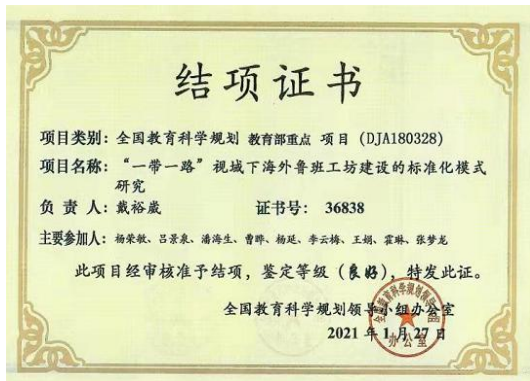 结项证书
项目类别：全国教育科学规划 教育部重点 项目 (DJA180328)
项目名称：“一带一路”视域下海外鲁班工坊建设的标准化模式
研究
负 责 人：戴裕崴 证书号： 36838
主要参加人：杨荣敏、吕景泉、潘海生、曹晔、杨延、李云梅、王娟、霍琳、张梦龙
此项目经审核准予结项，鉴定等级（良好），特发此证。
全国教育科学规划领导小组办公室
2021 年 1 月 27 日
办公室